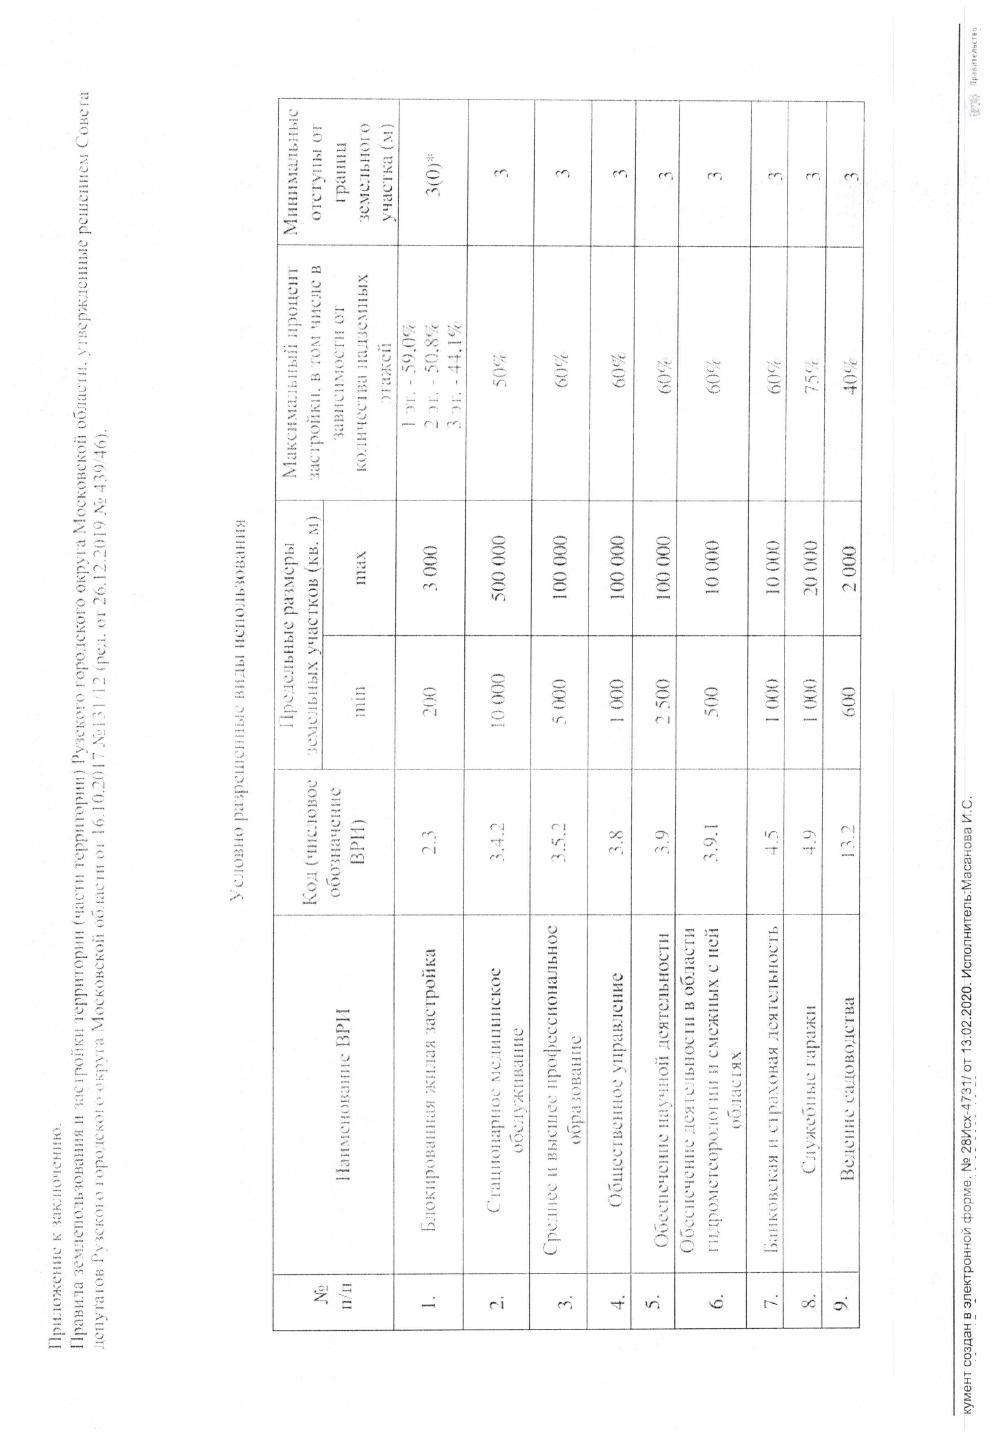 Приложение к заключению.
Правила землепользования и застройки территории (части территории) Рузского городского округа Московской области, утвержденные решением Совета
депутатов Рузского городского округа Московской области от 16.10.2017 №131/12 (ред. от 26.12.2019 № 439/46).
Условно разрешенные виды использования
№ п/п | Наименование ВРИ | Код (числовое обозначение ВРИ) | Предельные размеры земельных участков (кв. м) | Максимальный процент застройки, в том числе в зависимости от количества надземных этажей | Минимальные отступы от границ земельного участка (м)
min | max
1. | Блокированная жилая застройка | 2.3 | 200 | 3 000 | 1 эт. - 59,0% 2 эт. - 50,8% 3 эт. - 44,1% | 3(0)*
2. | Стационарное медицинское обслуживание | 3.4.2 | 10 000 | 500 000 | 50% | 3
3. | Среднее и высшее профессиональное образование | 3.5.2 | 5 000 | 100 000 | 60% | 3
4. | Общественное управление | 3.8 | 1 000 | 100 000 | 60% | 3
5. | Обеспечение научной деятельности | 3.9 | 2 500 | 100 000 | 60% | 3
6. | Обеспечение деятельности в области гидрометеорологии и смежных с ней областях | 3.9.1 | 500 | 10 000 | 60% | 3
7. | Банковская и страховая деятельность | 4.5 | 1 000 | 10 000 | 60% | 3
8. | Служебные гаражи | 4.9 | 1 000 | 20 000 | 75% | 3
9. | Ведение садоводства | 13.2 | 600 | 2 000 | 40% | 3
кумент создан в электронной форме. № 28Исх-4731/ от 13.02.2020. Исполнитель:Масанова И.С.
Правительство